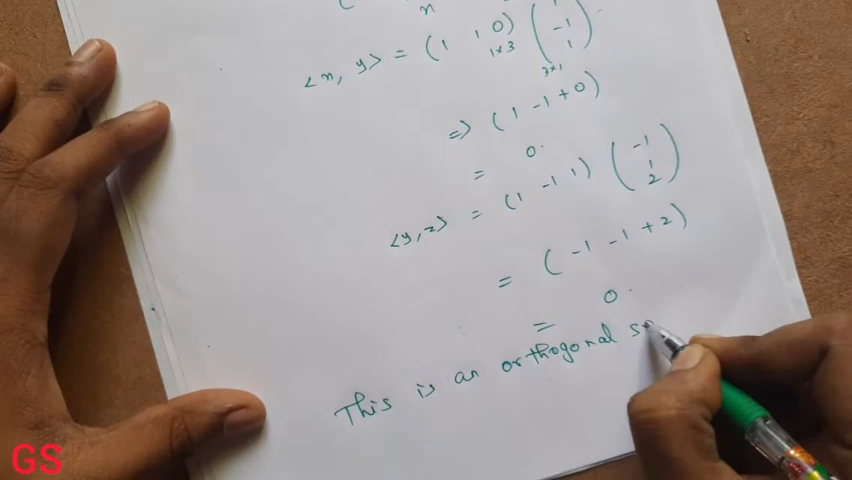 n
<n, y> = (1 1 0) 1×3 ( 1 -1 1 ) 3×1
=> (1 -1 +0)
= 0.
<y, z> = (1 -1 1) ( -1 1 2 )
= ( -1 -1 +2)
= 0.
This is an orthogonal se
GS